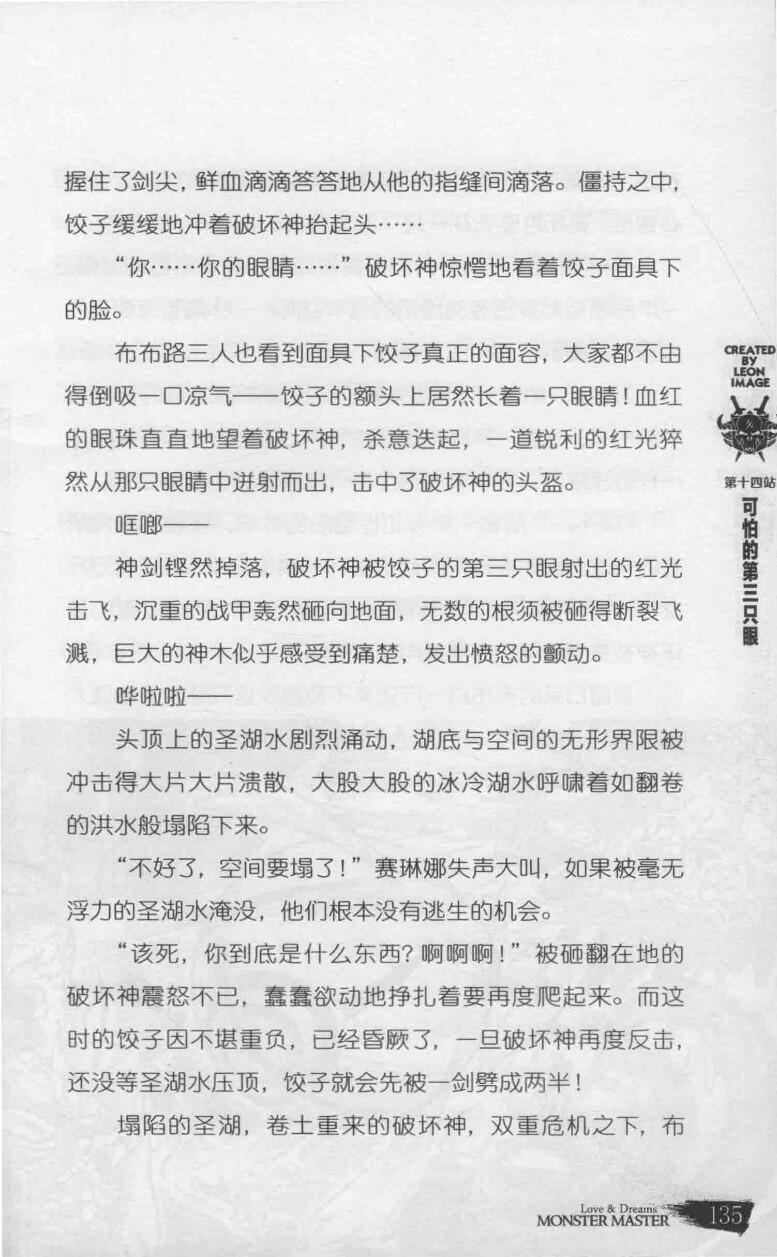 握住了剑尖，鲜血滴滴答答地从他的指缝间滴落。僵持之中，
饺子缓缓地冲着破坏神抬起头……
“你……你的眼睛……”破坏神惊愕地看着饺子面具下
的脸。
布布路三人也看到面具下饺子真正的面容，大家都不由
得倒吸一口凉气——饺子的额头上居然长着一只眼睛！血红
的眼珠直直地望着破坏神，杀意迭起，一道锐利的红光猝
然从那只眼睛中迸射而出，击中了破坏神的头盔。
哐啷——
神剑铿然掉落，破坏神被饺子的第三只眼射出的红光
击飞，沉重的战甲轰然砸向地面，无数的根须被砸得断裂飞
溅，巨大的神木似乎感受到痛楚，发出愤怒的颤动。
哗啦啦——
头顶上的圣湖水剧烈涌动，湖底与空间的无形界限被
冲击得大片大片溃散，大股大股的冰冷湖水呼啸着如翻卷
的洪水般塌陷下来。
“不好了，空间要塌了！”赛琳娜失声大叫，如果被毫无
浮力的圣湖水淹没，他们根本没有逃生的机会。
“该死，你到底是什么东西？啊啊啊！”被砸翻在地的
破坏神震怒不已，蠢蠢欲动地挣扎着要再度爬起来。而这
时的饺子因不堪重负，已经昏厥了，一旦破坏神再度反击，
还没等圣湖水压顶，饺子就会先被一剑劈成两半！
塌陷的圣湖，卷土重来的破坏神，双重危机之下，布
CREATED
BY
LEON
IMAGE
第十四站
可怕的第三只眼
Love & Dreams
MONSTER MASTER
135